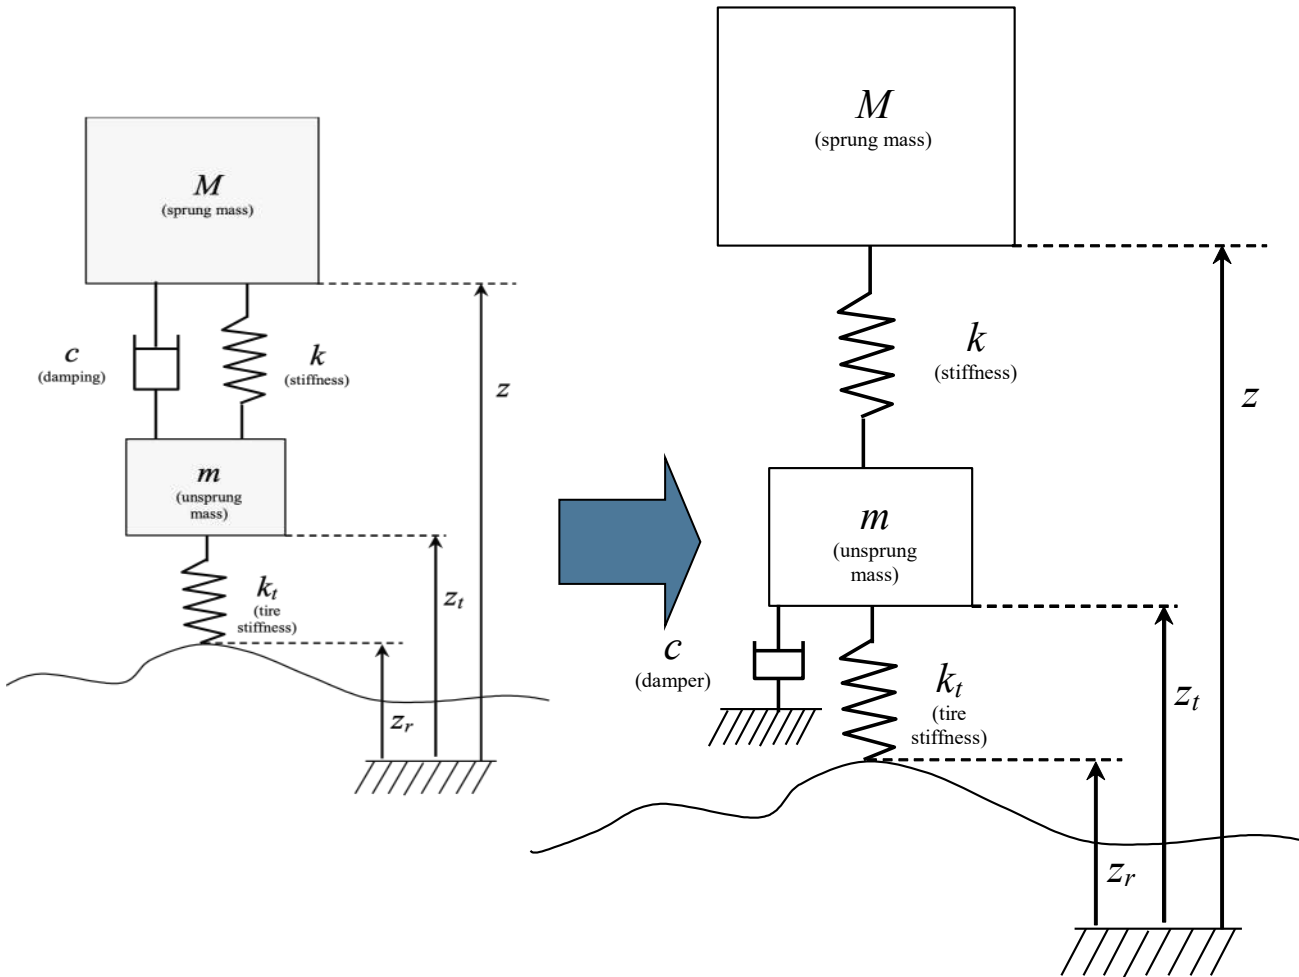 M
(sprung mass)
c
(damping)
k
(stiffness)
z
m
(unsprung
mass)
k_t
(tire
stiffness)
z_t
z_r
M
(sprung mass)
k
(stiffness)
z
m
(unsprung
mass)
c
(damper)
k_t
(tire
stiffness)
z_t
z_r